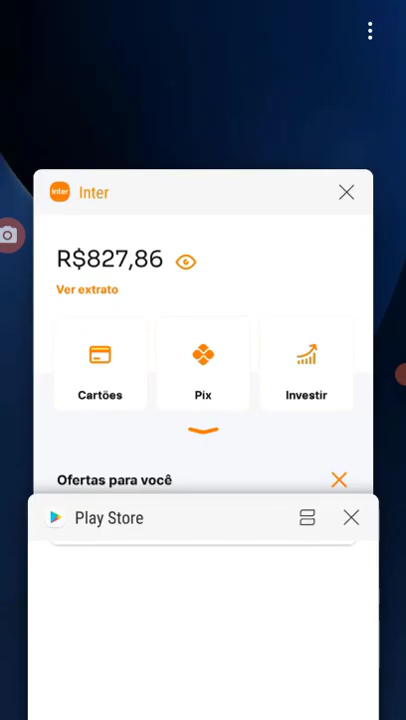 inter
Inter
R$827,86
Ver extrato
Cartões
Pix
Investir
Ofertas para você
Play Store